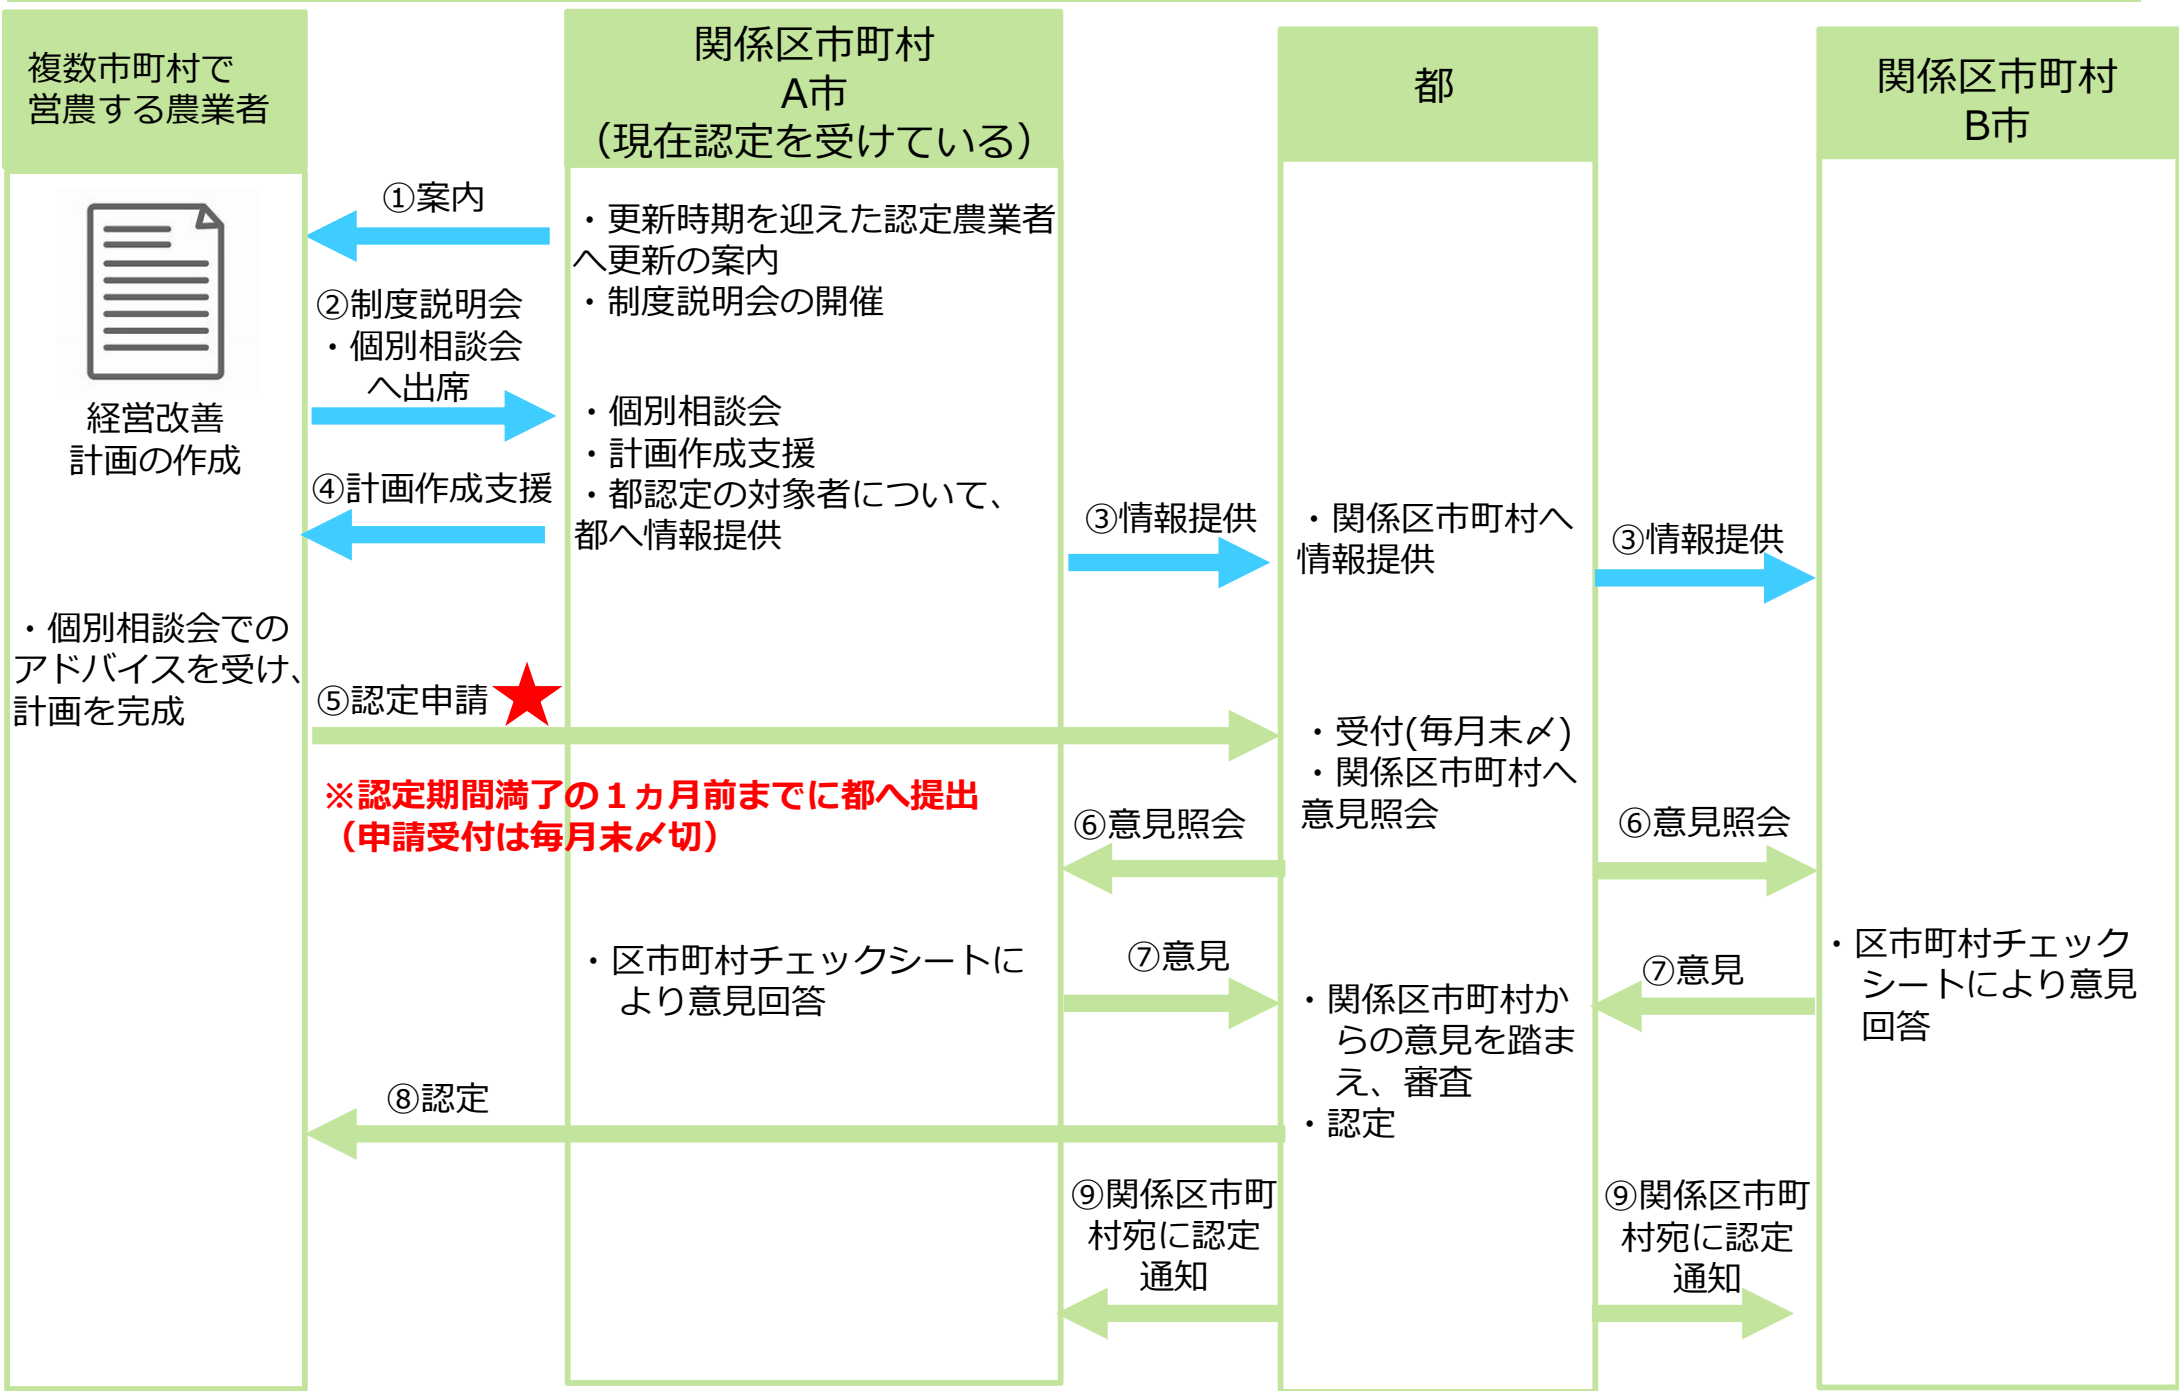 複数市町村で
営農する農業者
関係区市町村
A市
（現在認定を受けている）
都
関係区市町村
B市
①案内
・更新時期を迎えた認定農業者
へ更新の案内
・制度説明会の開催
②制度説明会
・個別相談会
へ出席
経営改善
計画の作成
・個別相談会
・計画作成支援
・都認定の対象者について、
都へ情報提供
④計画作成支援
③情報提供
・関係区市町村へ
情報提供
③情報提供
・個別相談会での
アドバイスを受け、
計画を完成
⑤認定申請
・受付(毎月末〆)
・関係区市町村へ
意見照会
※認定期間満了の１ヵ月前までに都へ提出
（申請受付は毎月末〆切）
⑥意見照会
⑥意見照会
・区市町村チェックシートに
より意見回答
⑦意見
・関係区市町村か
らの意見を踏ま
え、審査
・認定
⑦意見
・区市町村チェック
シートにより意見
回答
⑧認定
⑨関係区市町
村宛に認定
通知
⑨関係区市町
村宛に認定
通知